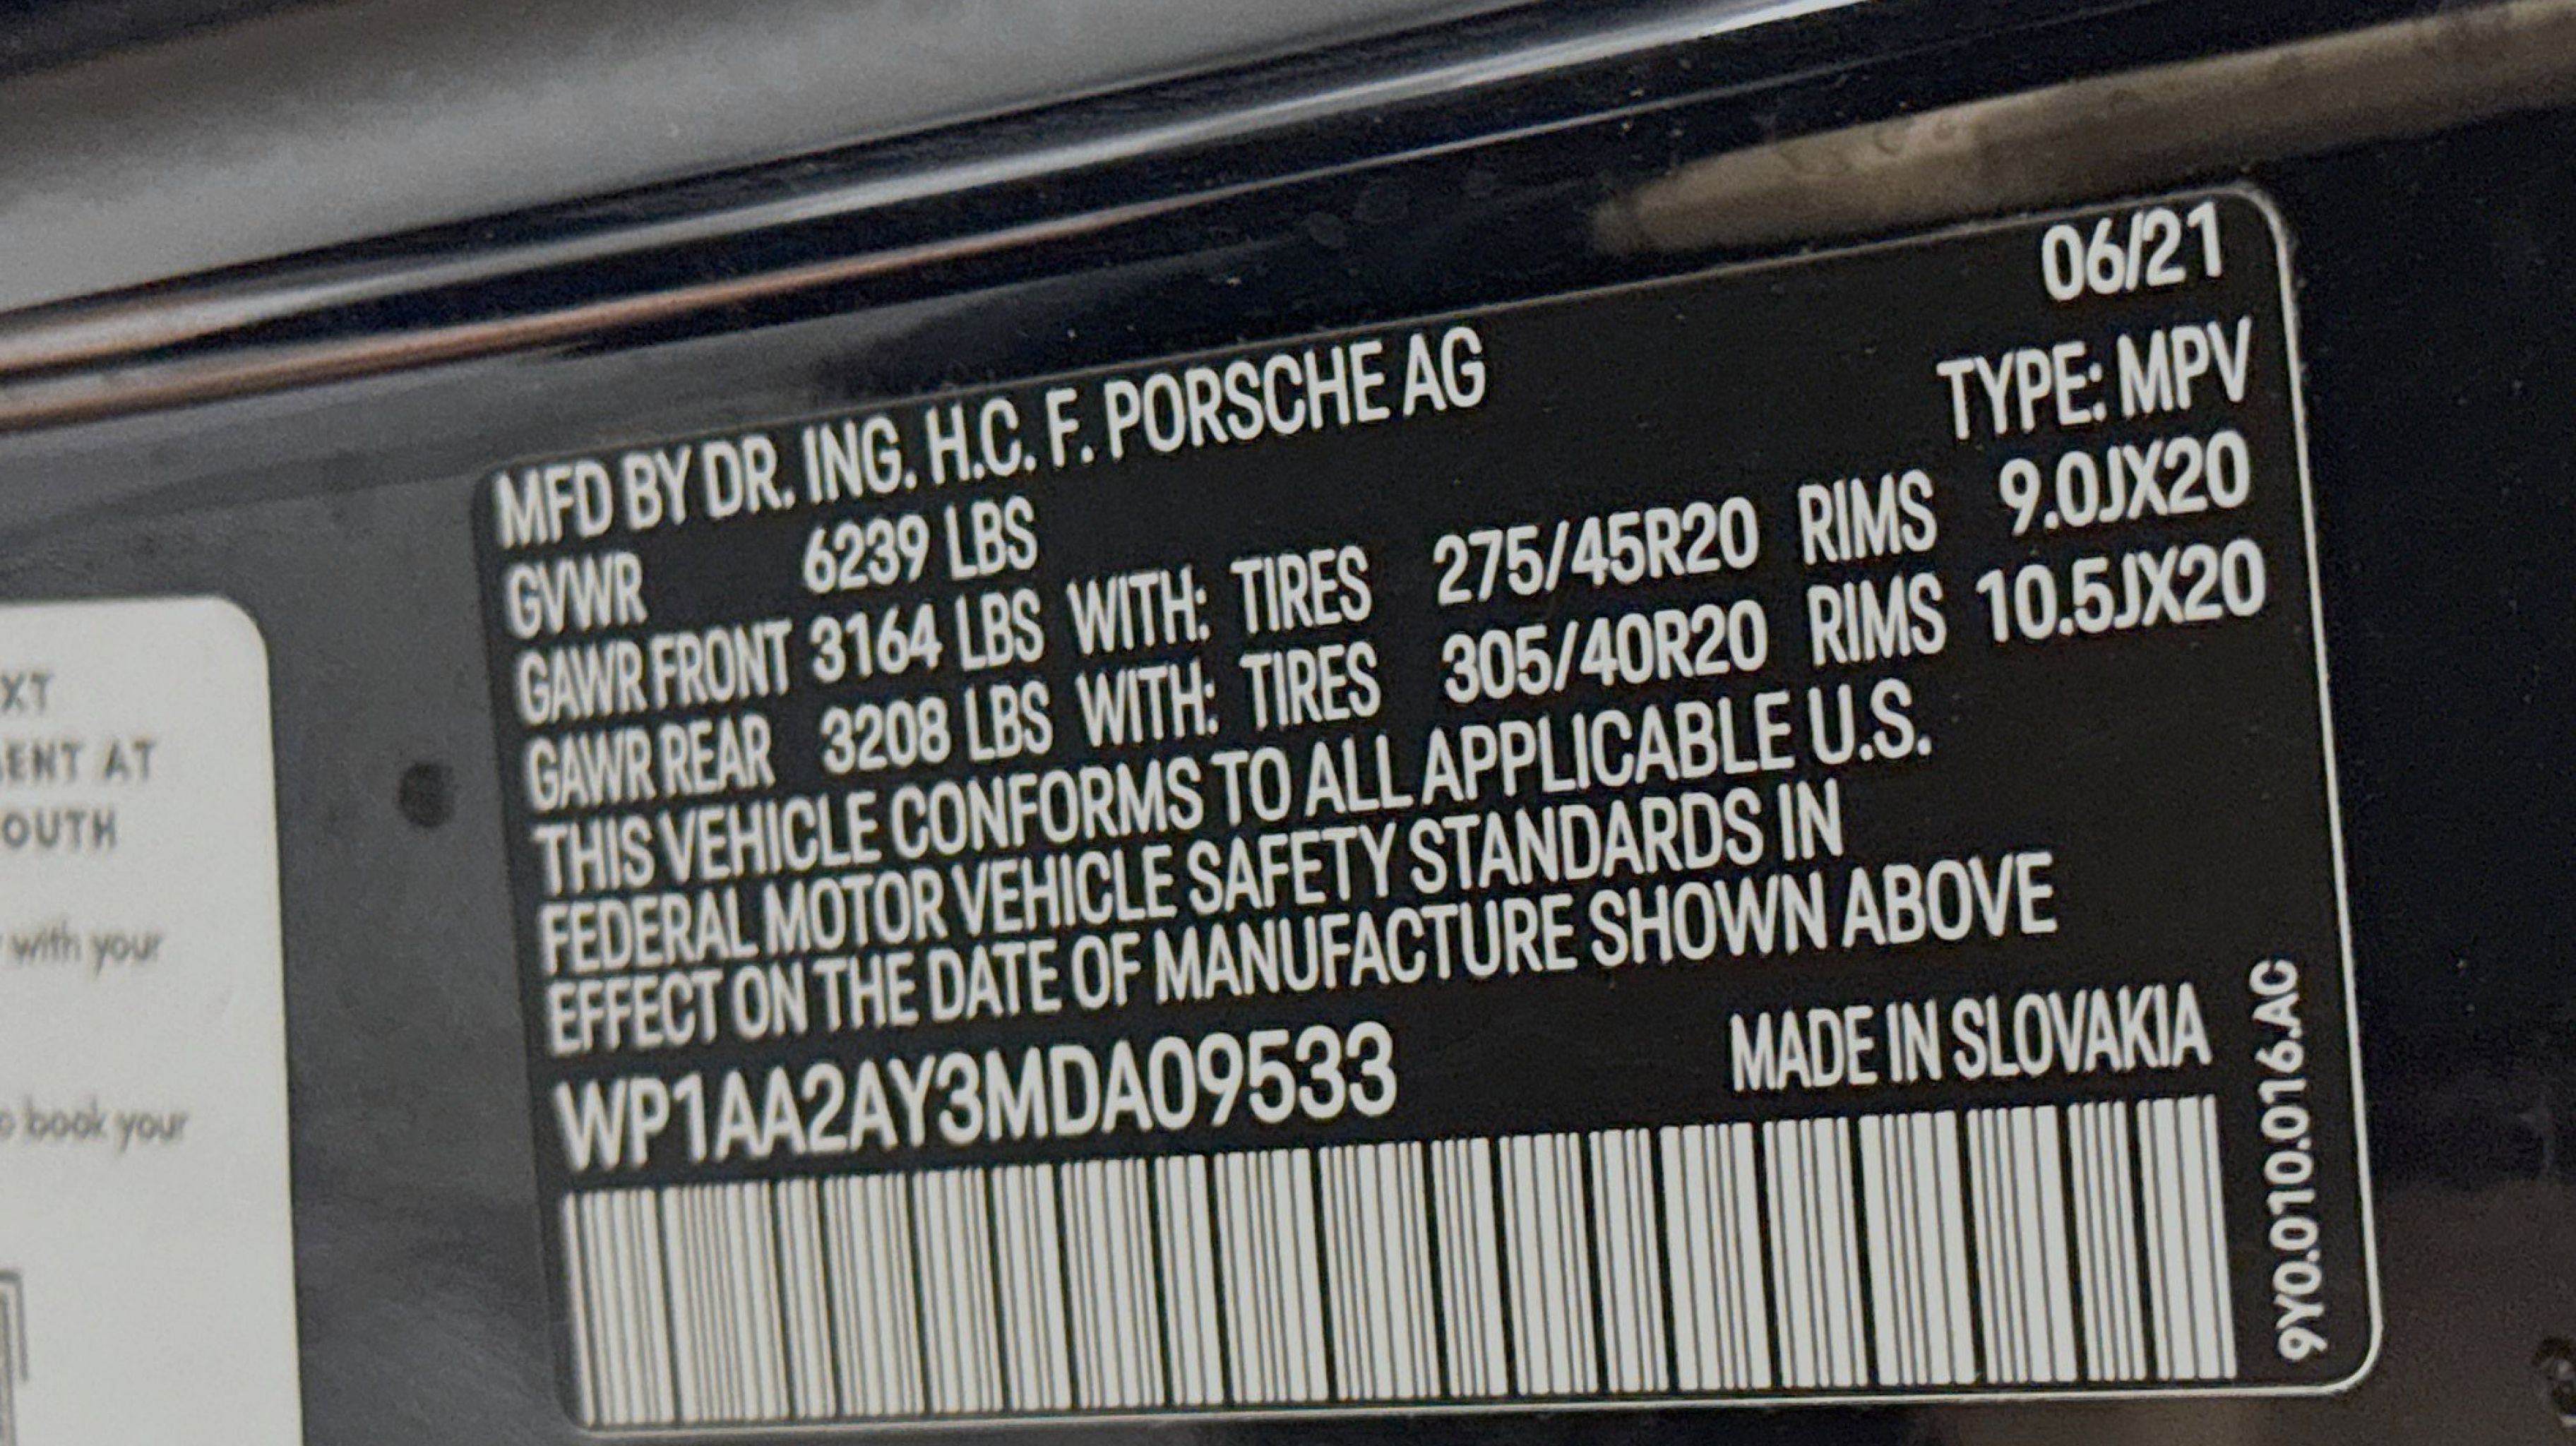 06/21
MFD BY DR. ING. H.C. F. PORSCHE AG
TYPE: MPV
GVWR 6239 LBS
GAWR FRONT 3164 LBS WITH: TIRES 275/45R20 RIMS 9.0JX20
GAWR REAR 3208 LBS WITH: TIRES 305/40R20 RIMS 10.5JX20
THIS VEHICLE CONFORMS TO ALL APPLICABLE U.S.
FEDERAL MOTOR VEHICLE SAFETY STANDARDS IN
EFFECT ON THE DATE OF MANUFACTURE SHOWN ABOVE
WP1AA2AY3MDA09533
MADE IN SLOVAKIA
9Y0.010.016.AC
AT
with your
book your